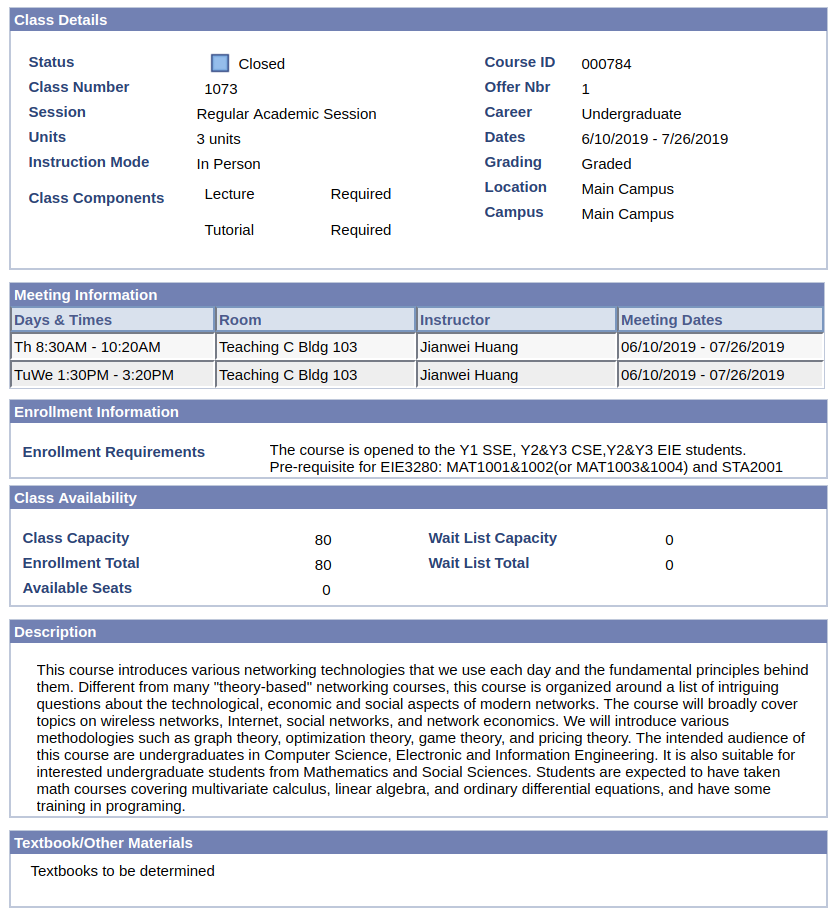 Class Details
Status Closed Course ID 000784
Class Number 1073 Offer Nbr 1
Session Regular Academic Session Career Undergraduate
Units 3 units Dates 6/10/2019 - 7/26/2019
Instruction Mode In Person Grading Graded
Location Main Campus
Class Components Lecture Required
Campus Main Campus
Tutorial Required
Meeting Information
Days & Times Room Instructor Meeting Dates
Th 8:30AM - 10:20AM Teaching C Bldg 103 Jianwei Huang 06/10/2019 - 07/26/2019
TuWe 1:30PM - 3:20PM Teaching C Bldg 103 Jianwei Huang 06/10/2019 - 07/26/2019
Enrollment Information
Enrollment Requirements The course is opened to the Y1 SSE, Y2&Y3 CSE,Y2&Y3 EIE students.
Pre-requisite for EIE3280: MAT1001&1002(or MAT1003&1004) and STA2001
Class Availability
Class Capacity 80 Wait List Capacity 0
Enrollment Total 80 Wait List Total 0
Available Seats 0
Description
This course introduces various networking technologies that we use each day and the fundamental principles behind
them. Different from many "theory-based" networking courses, this course is organized around a list of intriguing
questions about the technological, economic and social aspects of modern networks. The course will broadly cover
topics on wireless networks, Internet, social networks, and network economics. We will introduce various
methodologies such as graph theory, optimization theory, game theory, and pricing theory. The intended audience of
this course are undergraduates in Computer Science, Electronic and Information Engineering. It is also suitable for
interested undergraduate students from Mathematics and Social Sciences. Students are expected to have taken
math courses covering multivariate calculus, linear algebra, and ordinary differential equations, and have some
training in programing.
Textbook/Other Materials
Textbooks to be determined